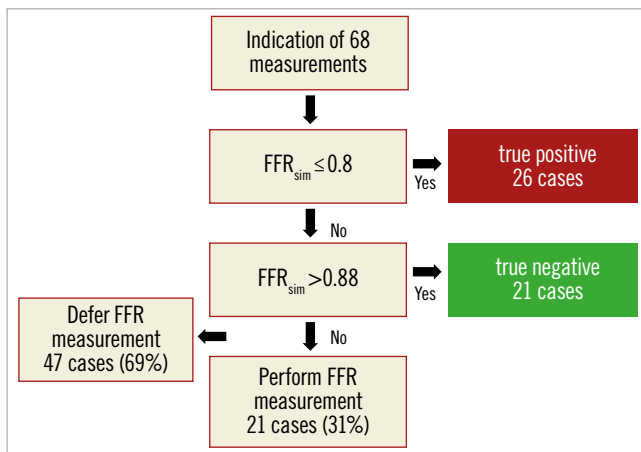 Indication of 68
measurements
FFRsim ≤0.8
Yes
true positive
26 cases
No
FFRsim >0.88
Yes
true negative
21 cases
Defer FFR
measurement
47 cases (69%)
No
Perform FFR
measurement
21 cases (31%)